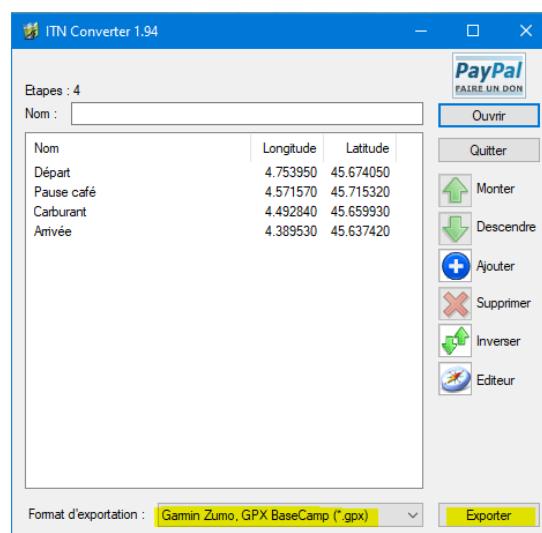 ITN Converter 1.94
PayPal
FAIRE UN DON
Etapes : 4
Nom :
Ouvrir
Quitter
Nom Longitude Latitude
Départ 4.753950 45.674050
Pause café 4.571570 45.715320
Carburant 4.492840 45.659930
Arrivée 4.389530 45.637420
Monter
Descendre
Ajouter
Supprimer
Inverser
Editeur
Format d'exportation : Garmin Zumo, GPX BaseCamp (*.gpx)
Exporter